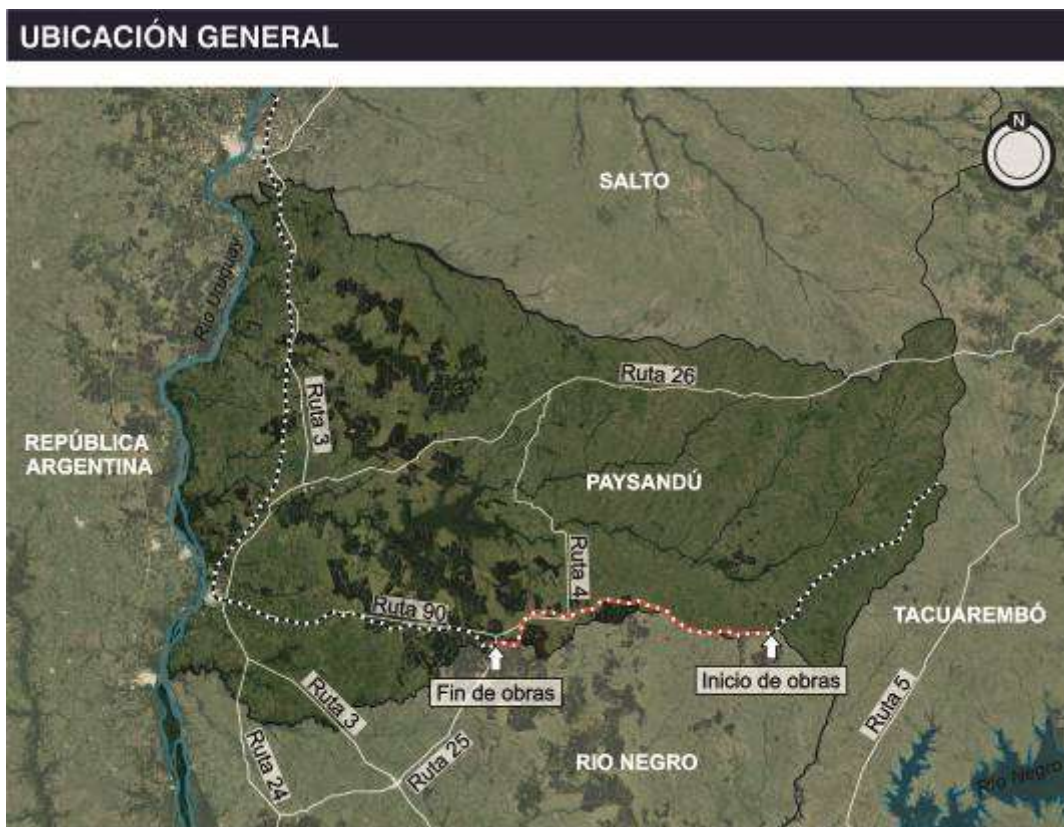 UBICACIÓN GENERAL
N
SALTO
Río Uruguay
Ruta 26
Ruta 3
REPÚBLICA
ARGENTINA
PAYSANDÚ
Ruta 4
Ruta 90
TACUAREMBÓ
Fin de obras
Inicio de obras
Ruta 3
Ruta 5
Ruta 25
RIO NEGRO
Ruta 24
Río Negro